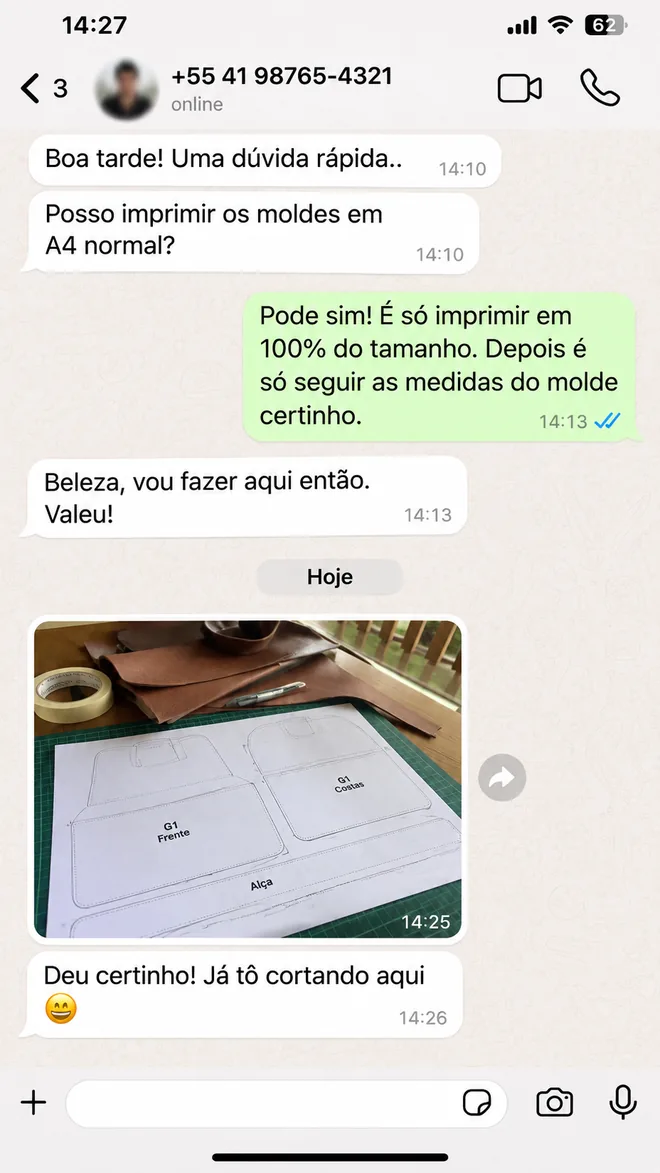 14:27
62
3
+55 41 98765-4321
online
Boa tarde! Uma dúvida rápida..
14:10
Posso imprimir os moldes em
A4 normal?
14:10
Pode sim! É só imprimir em
100% do tamanho. Depois é
só seguir as medidas do molde
certinho.
14:13
Beleza, vou fazer aqui então.
Valeu!
14:13
Hoje
G1
Frente
G1
Costas
Alça
14:25
Deu certinho! Já tô cortando aqui
😄
14:26